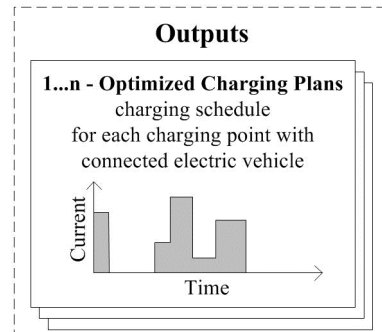 Outputs
1...n - Optimized Charging Plans
charging schedule
for each charging point with
connected electric vehicle
Current
Time